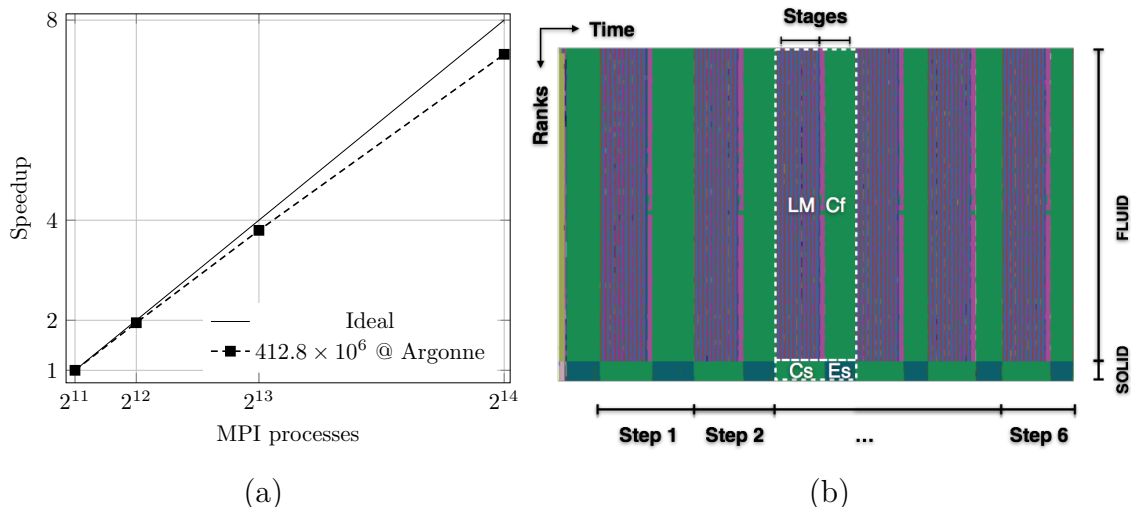 8
4
2
1
Speedup
2^11
2^12
2^13
2^14
MPI processes
Ideal
412.8 × 10^6 @ Argonne
(a)
Stages
Time
Ranks
LM
Cf
Cs
Es
FLUID
SOLID
Step 1
Step 2
...
Step 6
(b)